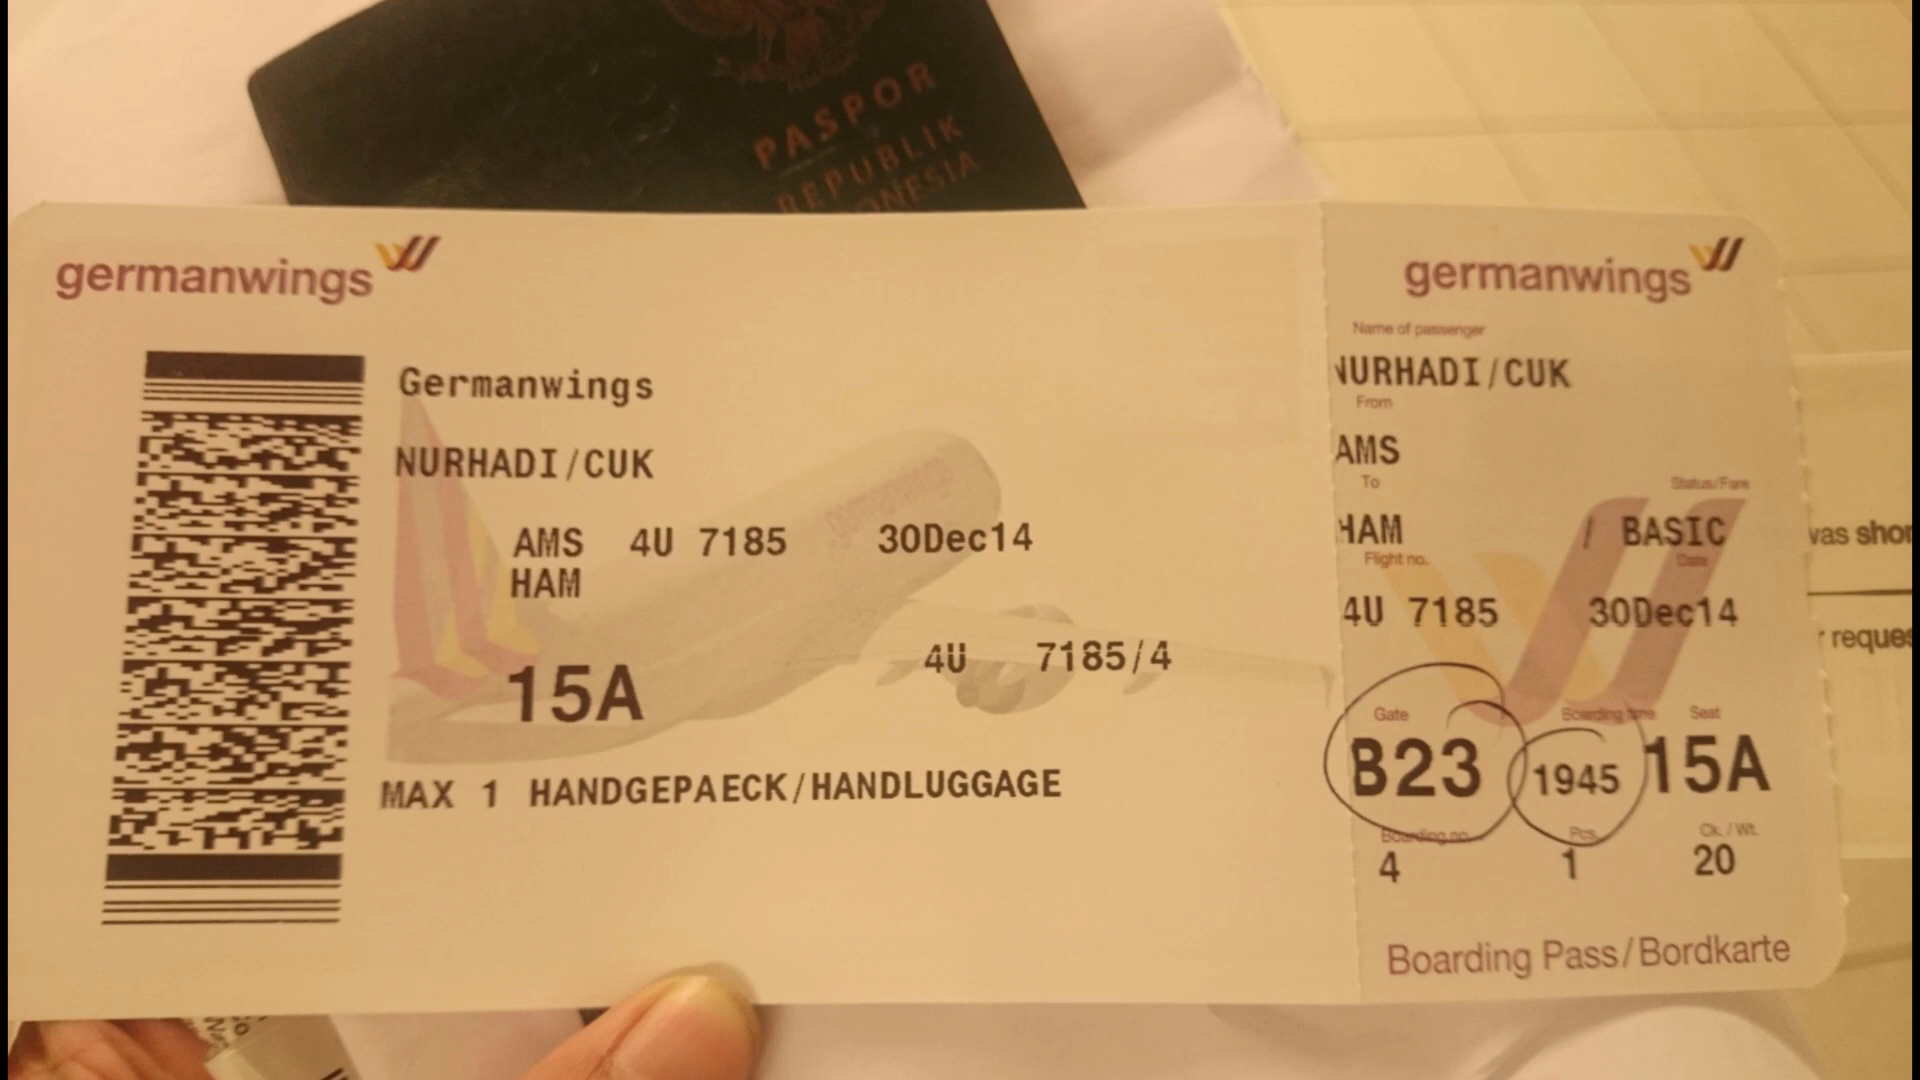 PASPOR
REPUBLIK
germanwings
Germanwings
NURHADI/CUK
AMS 4U 7185 30Dec14
HAM
4U 7185/4
15A
MAX 1 HANDGEPAECK/HANDLUGGAGE
germanwings
Name of passenger
NURHADI/CUK
From
AMS
To
Status/Fare
HAM / BASIC
Flight no. Date
4U 7185 30Dec14
Gate Boarding time Seat
B23 1945 15A
Boarding no. Pcs. Ck. / Wt.
4 1 20
Boarding Pass/Bordkarte
germanwings